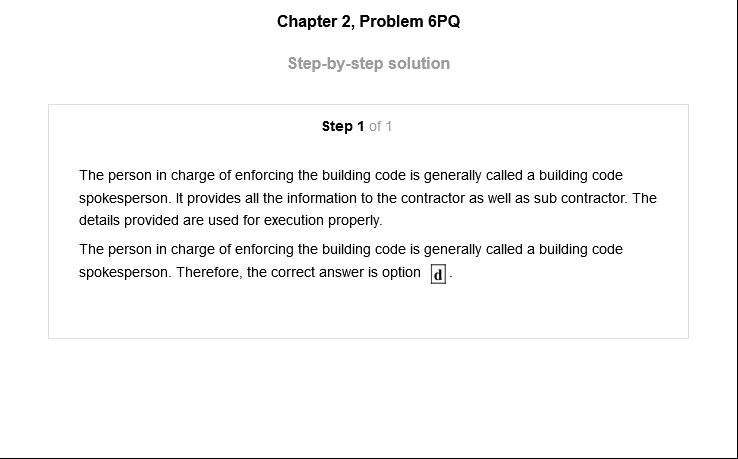 Chapter 2, Problem 6PQ
Step-by-step solution
Step 1 of 1
The person in charge of enforcing the building code is generally called a building code
spokesperson. It provides all the information to the contractor as well as sub contractor. The
details provided are used for execution properly.
The person in charge of enforcing the building code is generally called a building code
spokesperson. Therefore, the correct answer is option d.